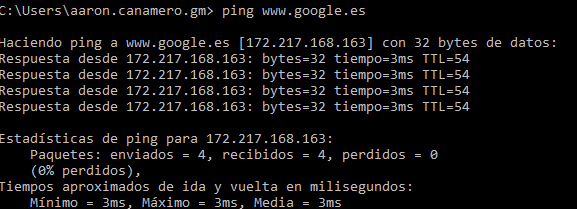 C:\Users\aaron.canamero.gm> ping www.google.es
Haciendo ping a www.google.es [172.217.168.163] con 32 bytes de datos:
Respuesta desde 172.217.168.163: bytes=32 tiempo=3ms TTL=54
Respuesta desde 172.217.168.163: bytes=32 tiempo=3ms TTL=54
Respuesta desde 172.217.168.163: bytes=32 tiempo=3ms TTL=54
Respuesta desde 172.217.168.163: bytes=32 tiempo=3ms TTL=54
Estadísticas de ping para 172.217.168.163:
Paquetes: enviados = 4, recibidos = 4, perdidos = 0
(0% perdidos),
Tiempos aproximados de ida y vuelta en milisegundos:
Mínimo = 3ms, Máximo = 3ms, Media = 3ms